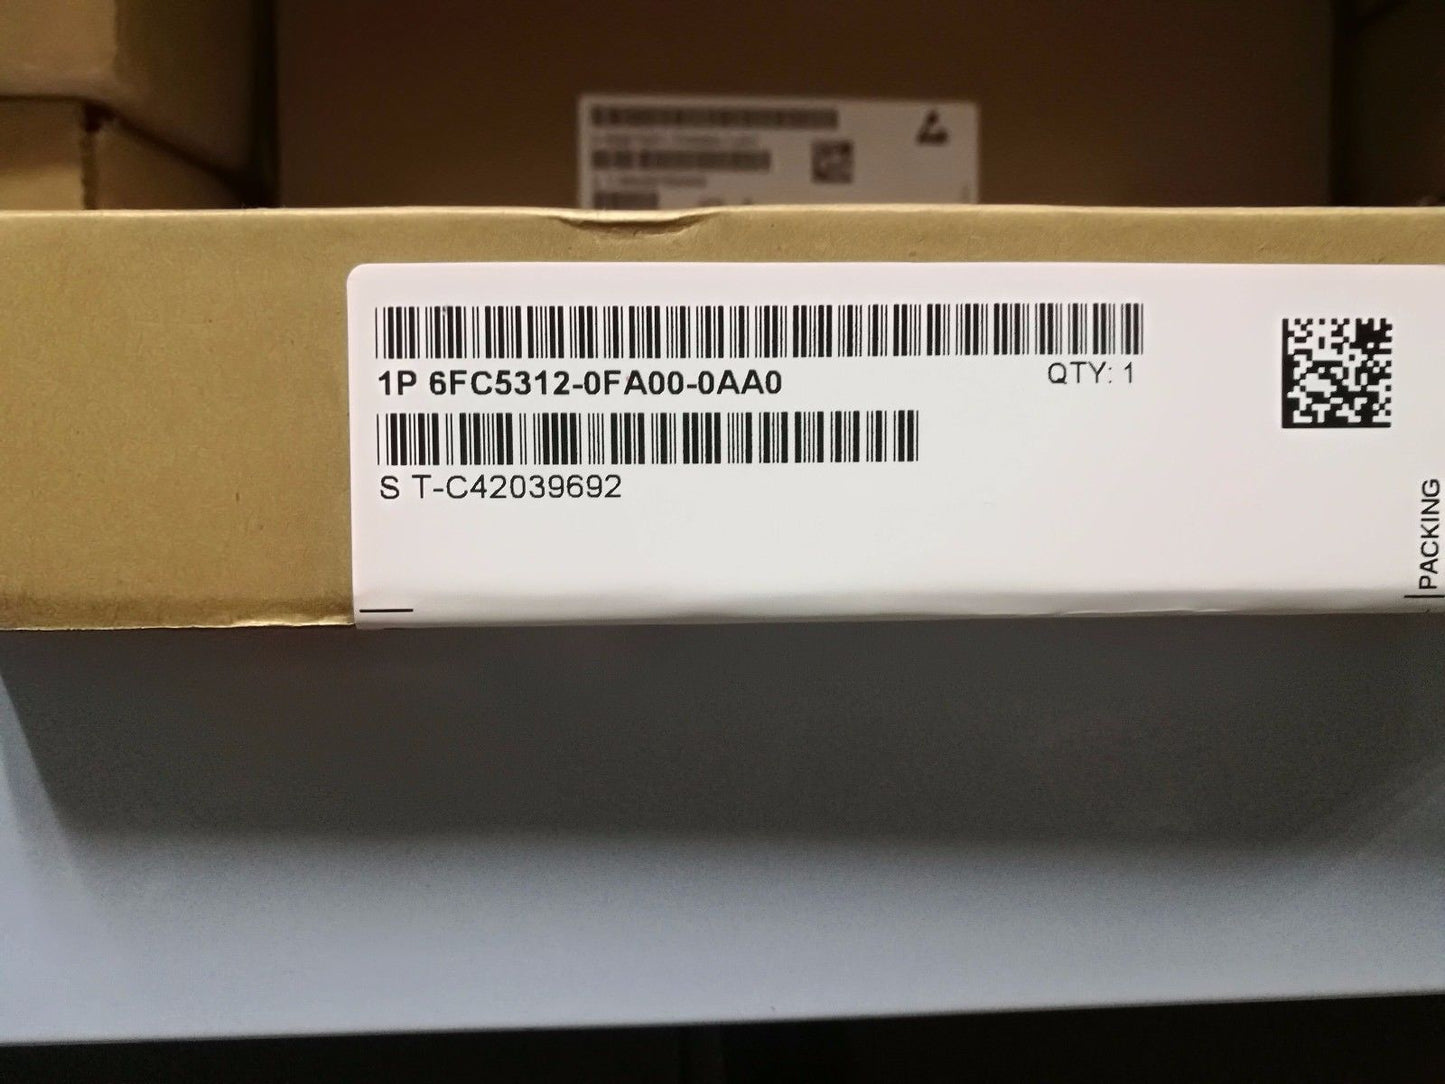 1P 6FC5312-0FA00-0AA0
QTY: 1
S T-C42039692
PACKING